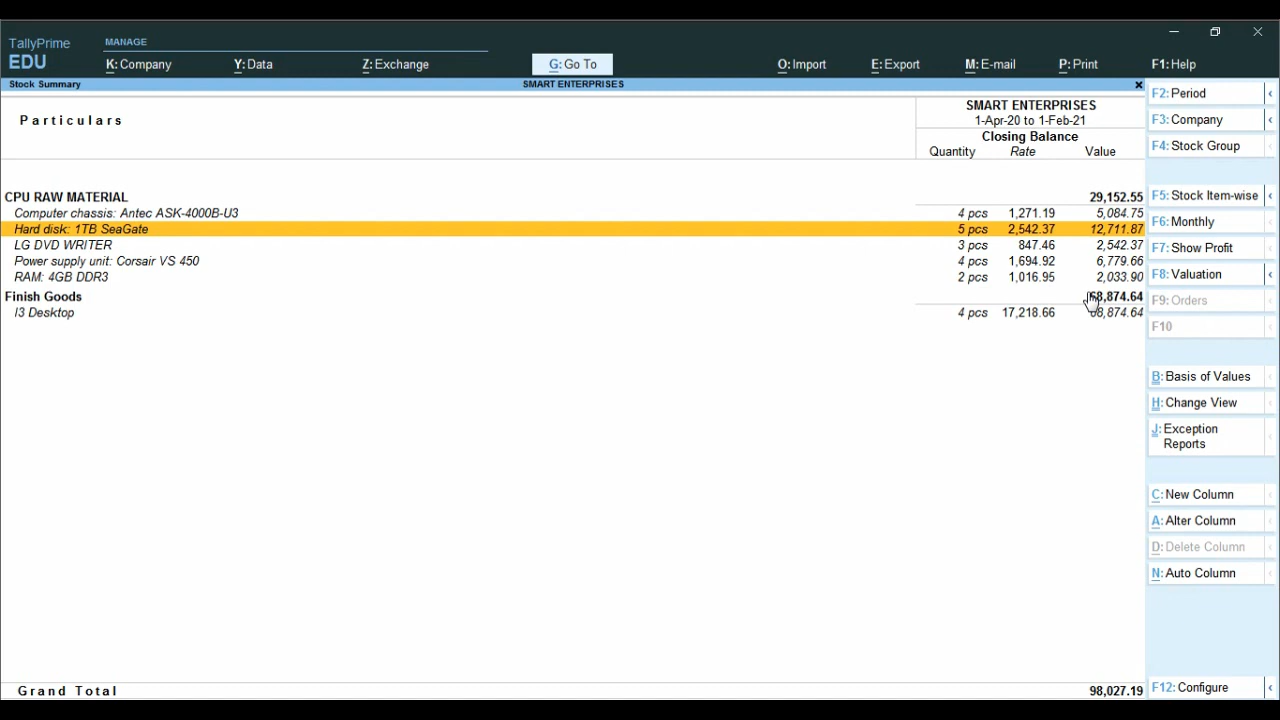 TallyPrime
EDU
MANAGE
K: Company
Y: Data
Z: Exchange
G: Go To
O: Import
E: Export
M: E-mail
P: Print
F1: Help
Stock Summary
SMART ENTERPRISES
Particulars
SMART ENTERPRISES
1-Apr-20 to 1-Feb-21
Closing Balance
Quantity Rate Value
CPU RAW MATERIAL 29,152.55
Computer chassis: Antec ASK-4000B-U3 4 pcs 1,271.19 5,084.75
Hard disk: 1TB SeaGate 5 pcs 2,542.37 12,711.87
LG DVD WRITER 3 pcs 847.46 2,542.37
Power supply unit: Corsair VS 450 4 pcs 1,694.92 6,779.66
RAM: 4GB DDR3 2 pcs 1,016.95 2,033.90
Finish Goods 68,874.64
I3 Desktop 4 pcs 17,218.66 68,874.64
Grand Total 98,027.19
F2: Period
F3: Company
F4: Stock Group
F5: Stock Item-wise
F6: Monthly
F7: Show Profit
F8: Valuation
F9: Orders
F10
B: Basis of Values
H: Change View
J: Exception
Reports
C: New Column
A: Alter Column
D: Delete Column
N: Auto Column
F12: Configure